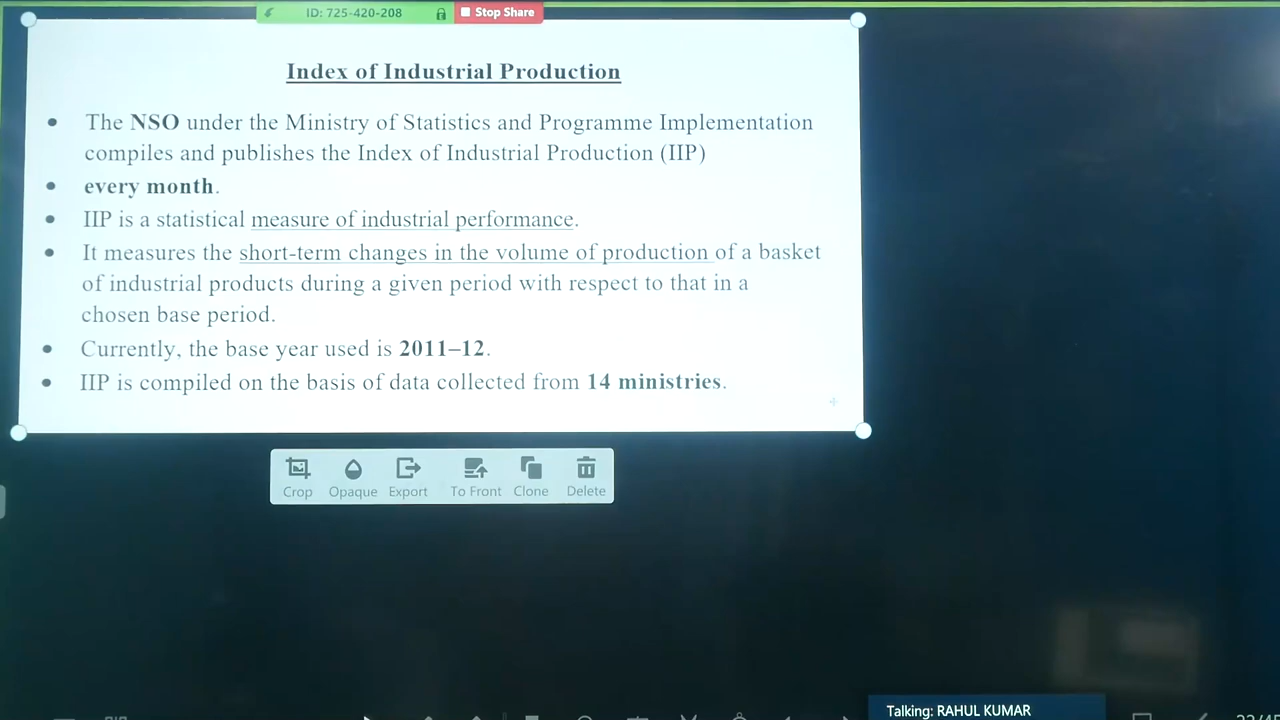 ID: 725-420-208
Stop Share
Index of Industrial Production
• The NSO under the Ministry of Statistics and Programme Implementation
compiles and publishes the Index of Industrial Production (IIP)
• every month.
• IIP is a statistical measure of industrial performance.
• It measures the short-term changes in the volume of production of a basket
of industrial products during a given period with respect to that in a
chosen base period.
• Currently, the base year used is 2011–12.
• IIP is compiled on the basis of data collected from 14 ministries.
Crop
Opaque
Export
To Front
Clone
Delete
Talking: RAHUL KUMAR